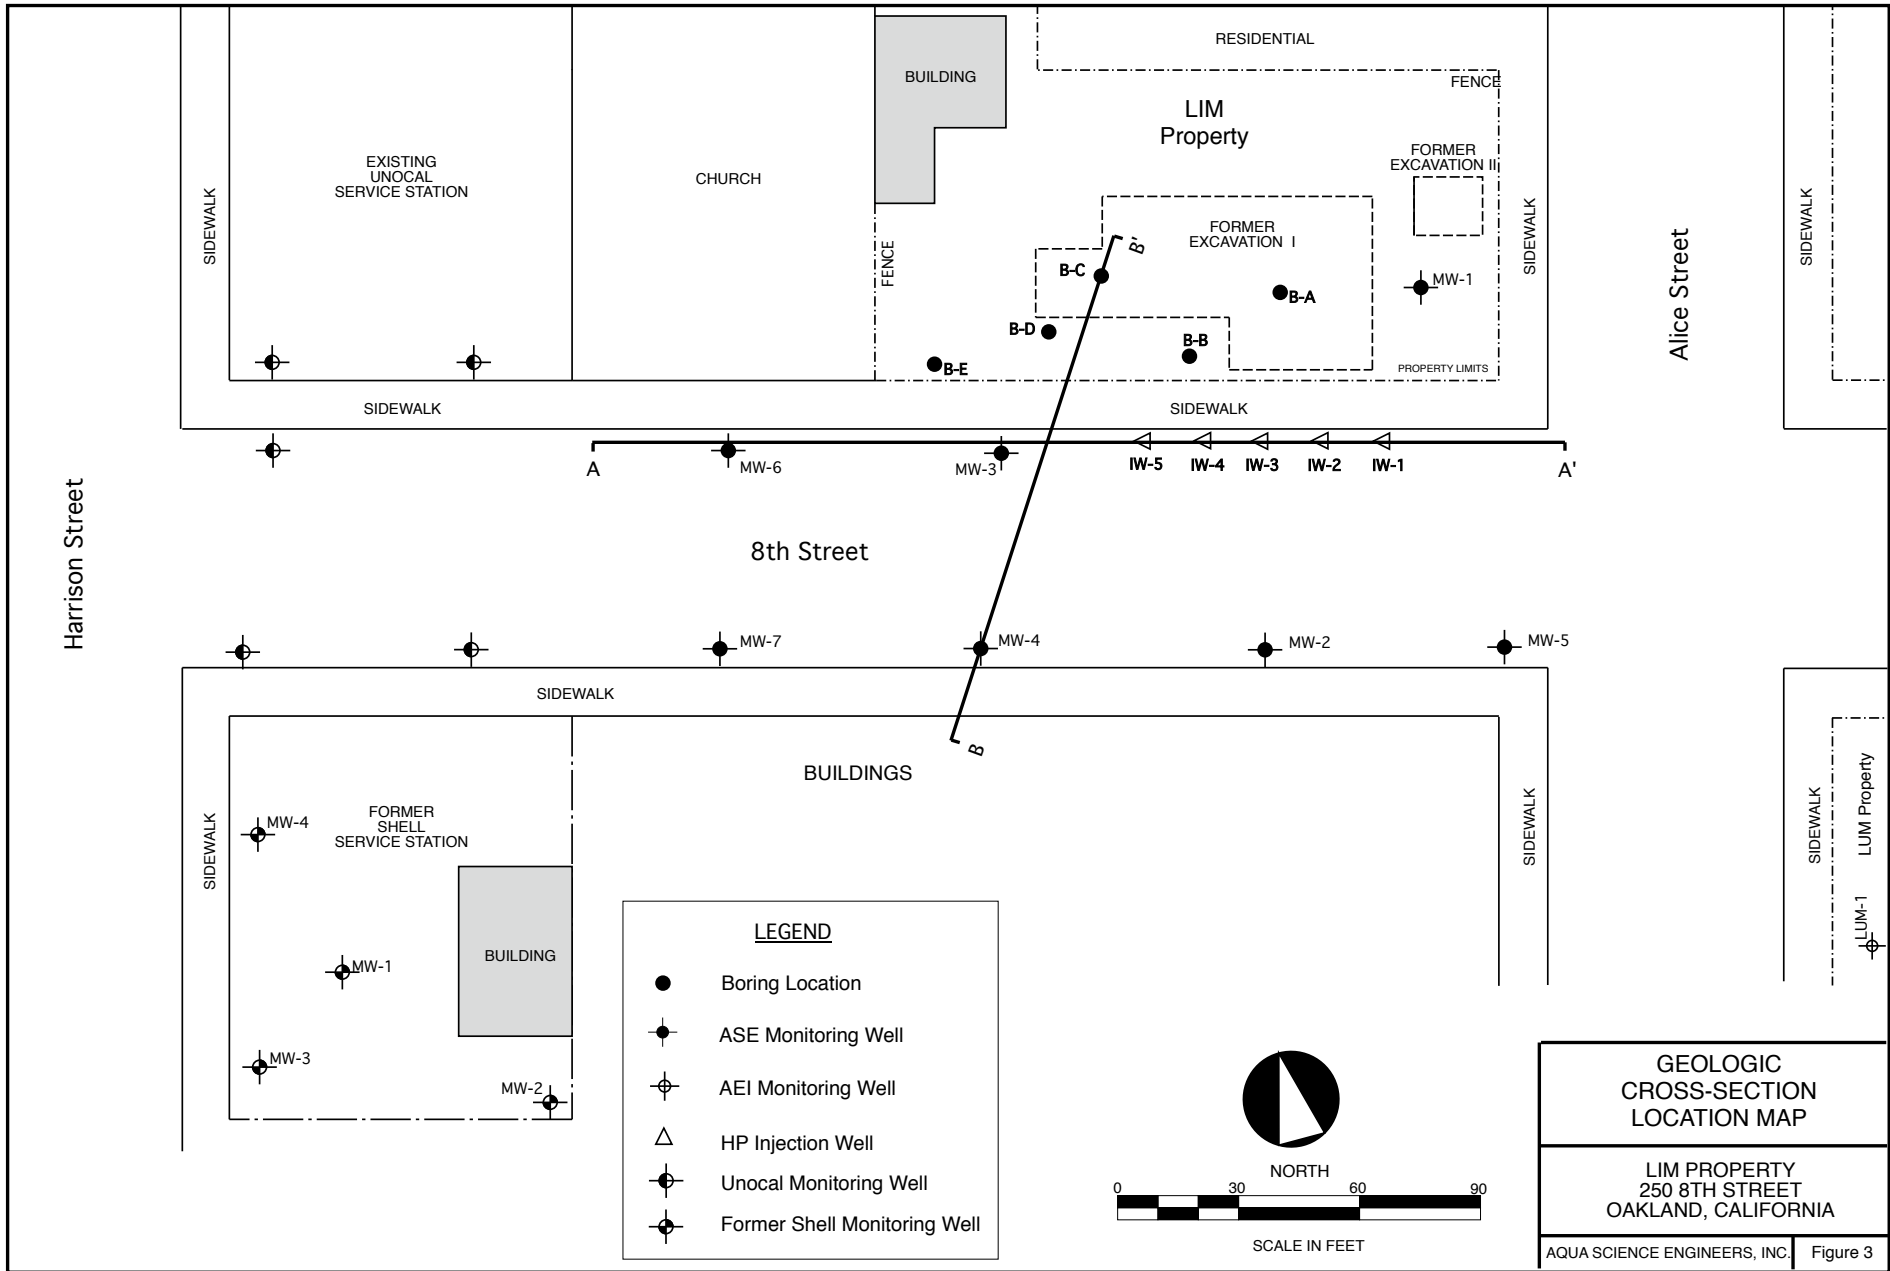 RESIDENTIAL
BUILDING
FENCE
LIM
Property
EXISTING
UNOCAL
SERVICE STATION
CHURCH
FORMER
EXCAVATION II
SIDEWALK
FENCE
FORMER
EXCAVATION I
B'
SIDEWALK
Alice Street
SIDEWALK
B-C
B-A
MW-1
B-D
B-B
B-E
PROPERTY LIMITS
SIDEWALK
SIDEWALK
A
MW-6
MW-3
IW-5
IW-4
IW-3
IW-2
IW-1
A'
Harrison Street
8th Street
MW-7
MW-4
MW-2
MW-5
SIDEWALK
B
BUILDINGS
SIDEWALK
MW-4
FORMER
SHELL
SERVICE STATION
SIDEWALK
SIDEWALK
LUM Property
LUM-1
MW-1
BUILDING
MW-3
MW-2
LEGEND
Boring Location
ASE Monitoring Well
AEI Monitoring Well
HP Injection Well
Unocal Monitoring Well
Former Shell Monitoring Well
NORTH
0 30 60 90
SCALE IN FEET
GEOLOGIC
CROSS-SECTION
LOCATION MAP
LIM PROPERTY
250 8TH STREET
OAKLAND, CALIFORNIA
AQUA SCIENCE ENGINEERS, INC.
Figure 3